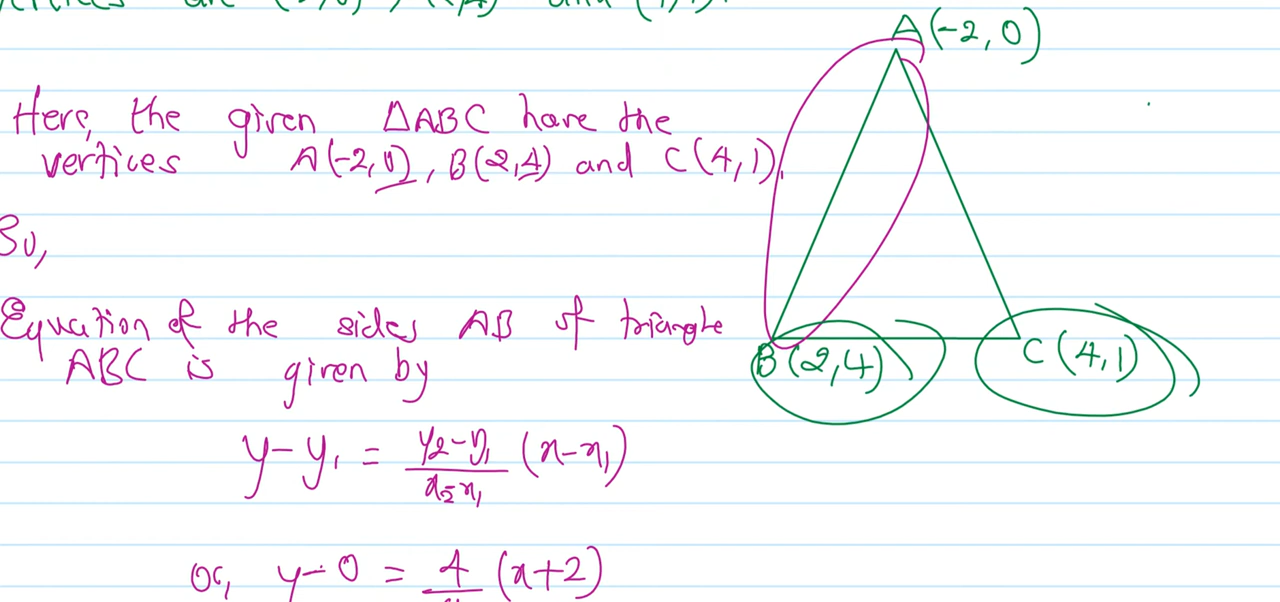 A(-2,0)
Here, the given ΔABC have the
vertices A(-2,0), B(2,4) and C(4,1),
So,
Equation of the sides AB of triangle
ABC is given by
B(2,4) C(4,1)
y-y₁ = y₂-y₁/x₂-x₁ (x-x₁)
Or, y-0 = 4/ (x+2)